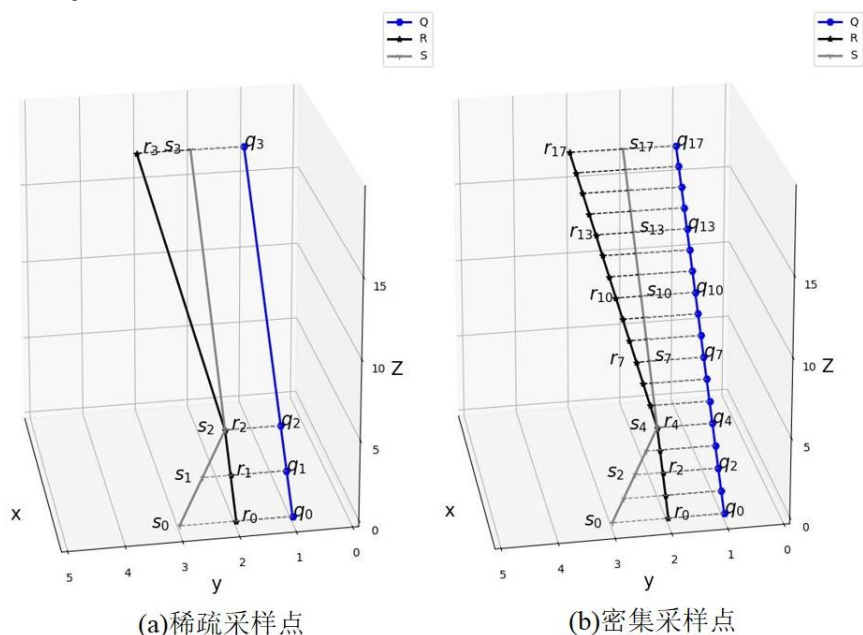 Q
R
S
Q
R
S
r3 s3 q3
s2 r2 q2
s1 r1 q1
s0 r0 q0
15
10
Z
5
0
x
5 4 3 2 1 0
y
r17 s17 q17
r13 s13 q13
r10 s10 q10
r7 s7 q7
s4 r4 q4
s2 r2 q2
s0 r0 q0
15
10
Z
5
0
x
5 4 3 2 1 0
y
(a)稀疏采样点
(b)密集采样点